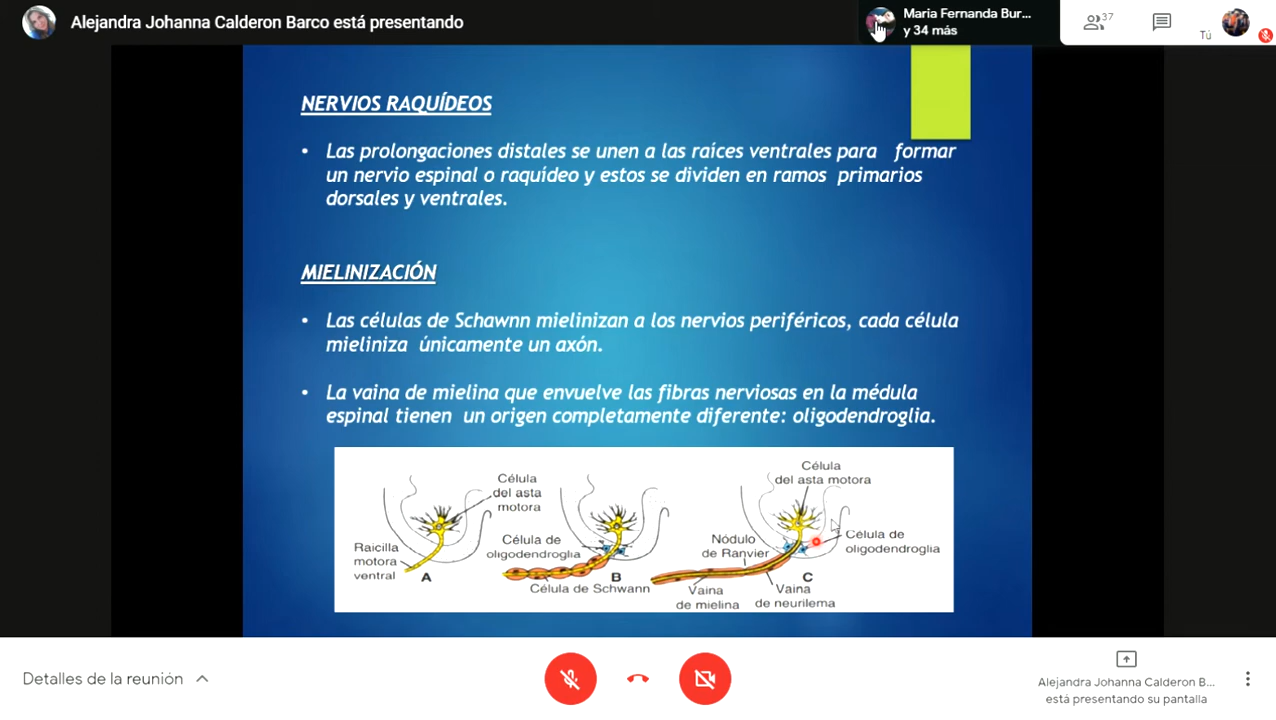 Alejandra Johanna Calderon Barco está presentando
Maria Fernanda Bur...
y 34 más
37
Tú
NERVIOS RAQUÍDEOS
• Las prolongaciones distales se unen a las raíces ventrales para formar
un nervio espinal o raquídeo y estos se dividen en ramos primarios
dorsales y ventrales.
MIELINIZACIÓN
• Las células de Schawnn mielinizan a los nervios periféricos, cada célula
mieliniza únicamente un axón.
• La vaina de mielina que envuelve las fibras nerviosas en la médula
espinal tienen un origen completamente diferente: oligodendroglia.
Célula
del asta
motora
Raicilla
motora
ventral
A
Célula de
oligodendroglia
B
Célula de Schwann
Célula
del asta motora
Nódulo
de Ranvier
Célula de
oligodendroglia
C
Vaina
de mielina
Vaina
de neurilema
Detalles de la reunión
Alejandra Johanna Calderon B...
está presentando su pantalla